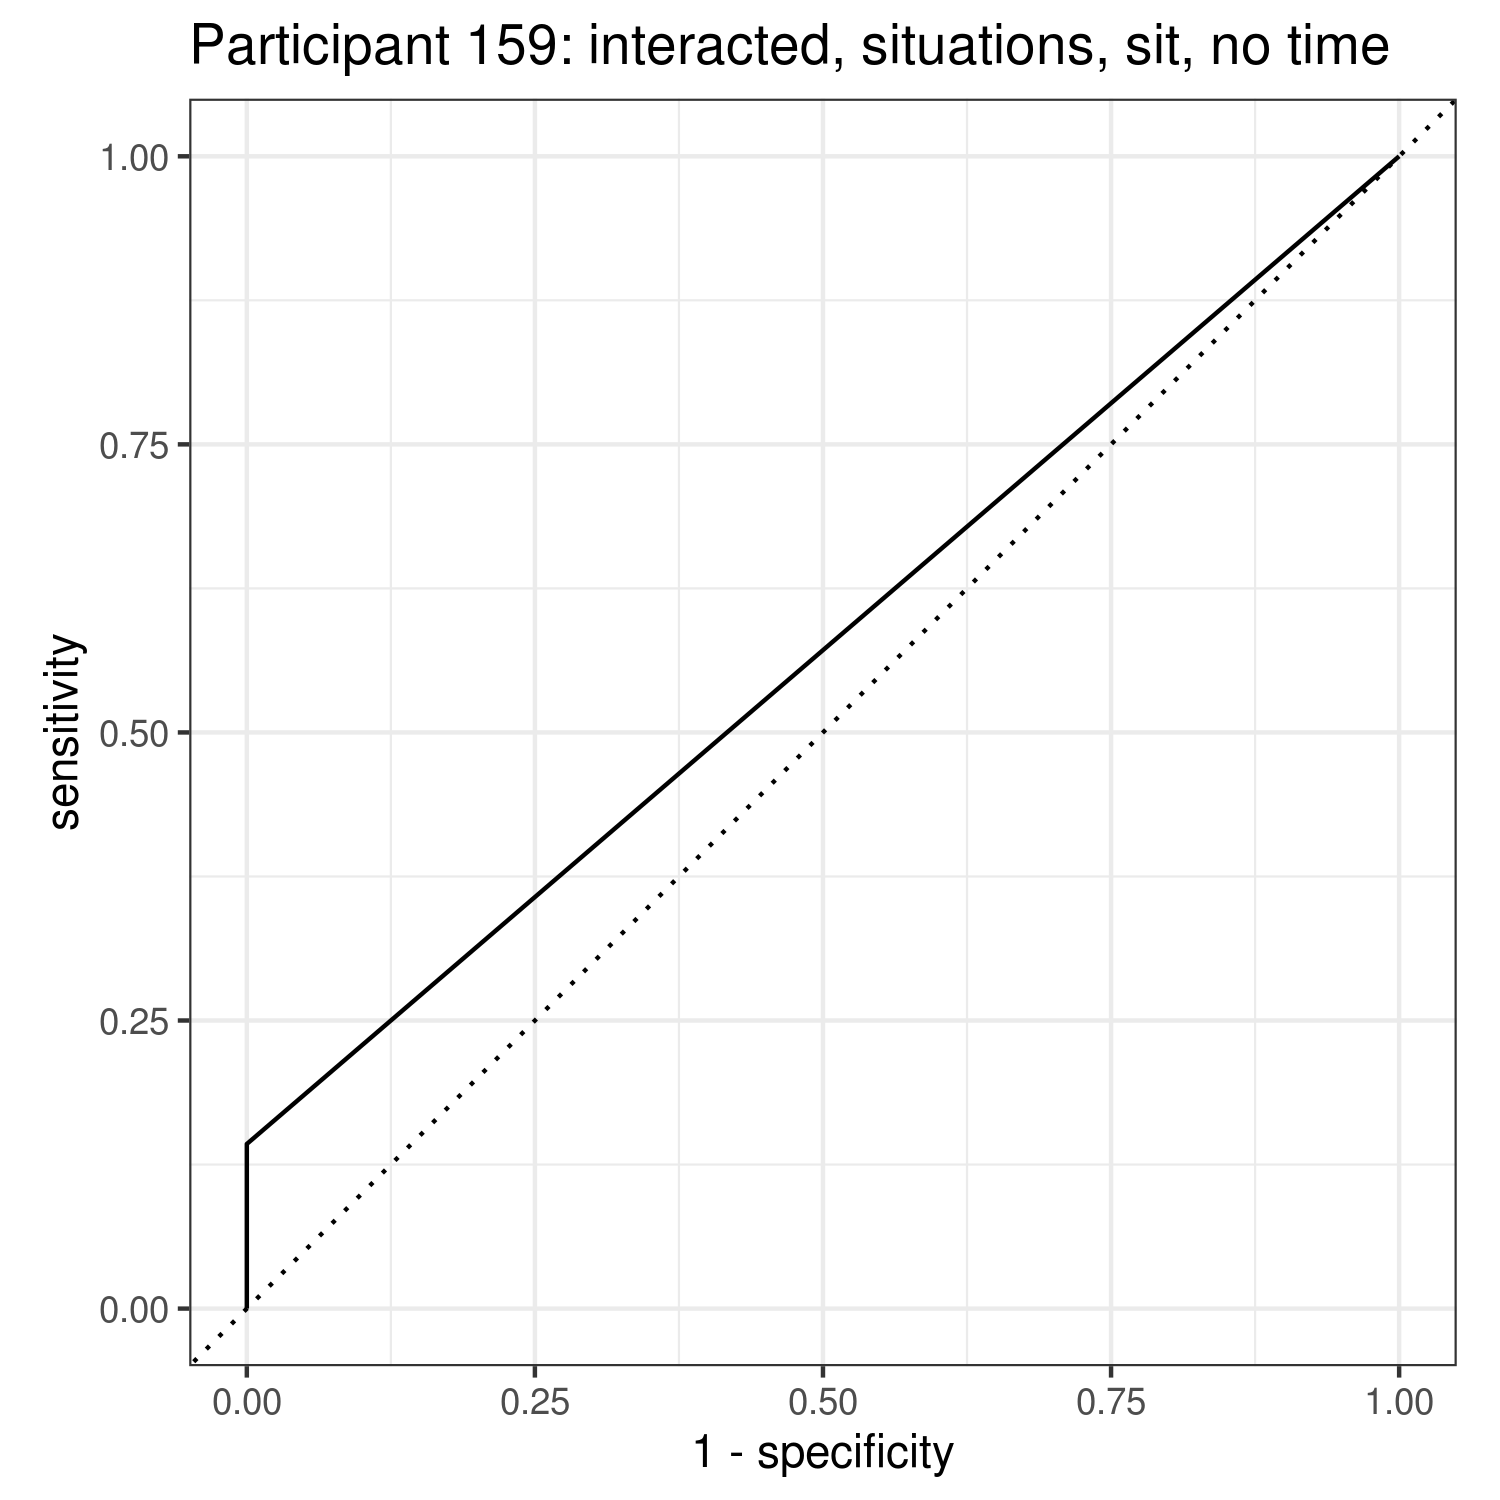 Participant 159: interacted, situations, sit, no time
sensitivity
1.00
0.75
0.50
0.25
0.00
0.00 0.25 0.50 0.75 1.00
1 - specificity